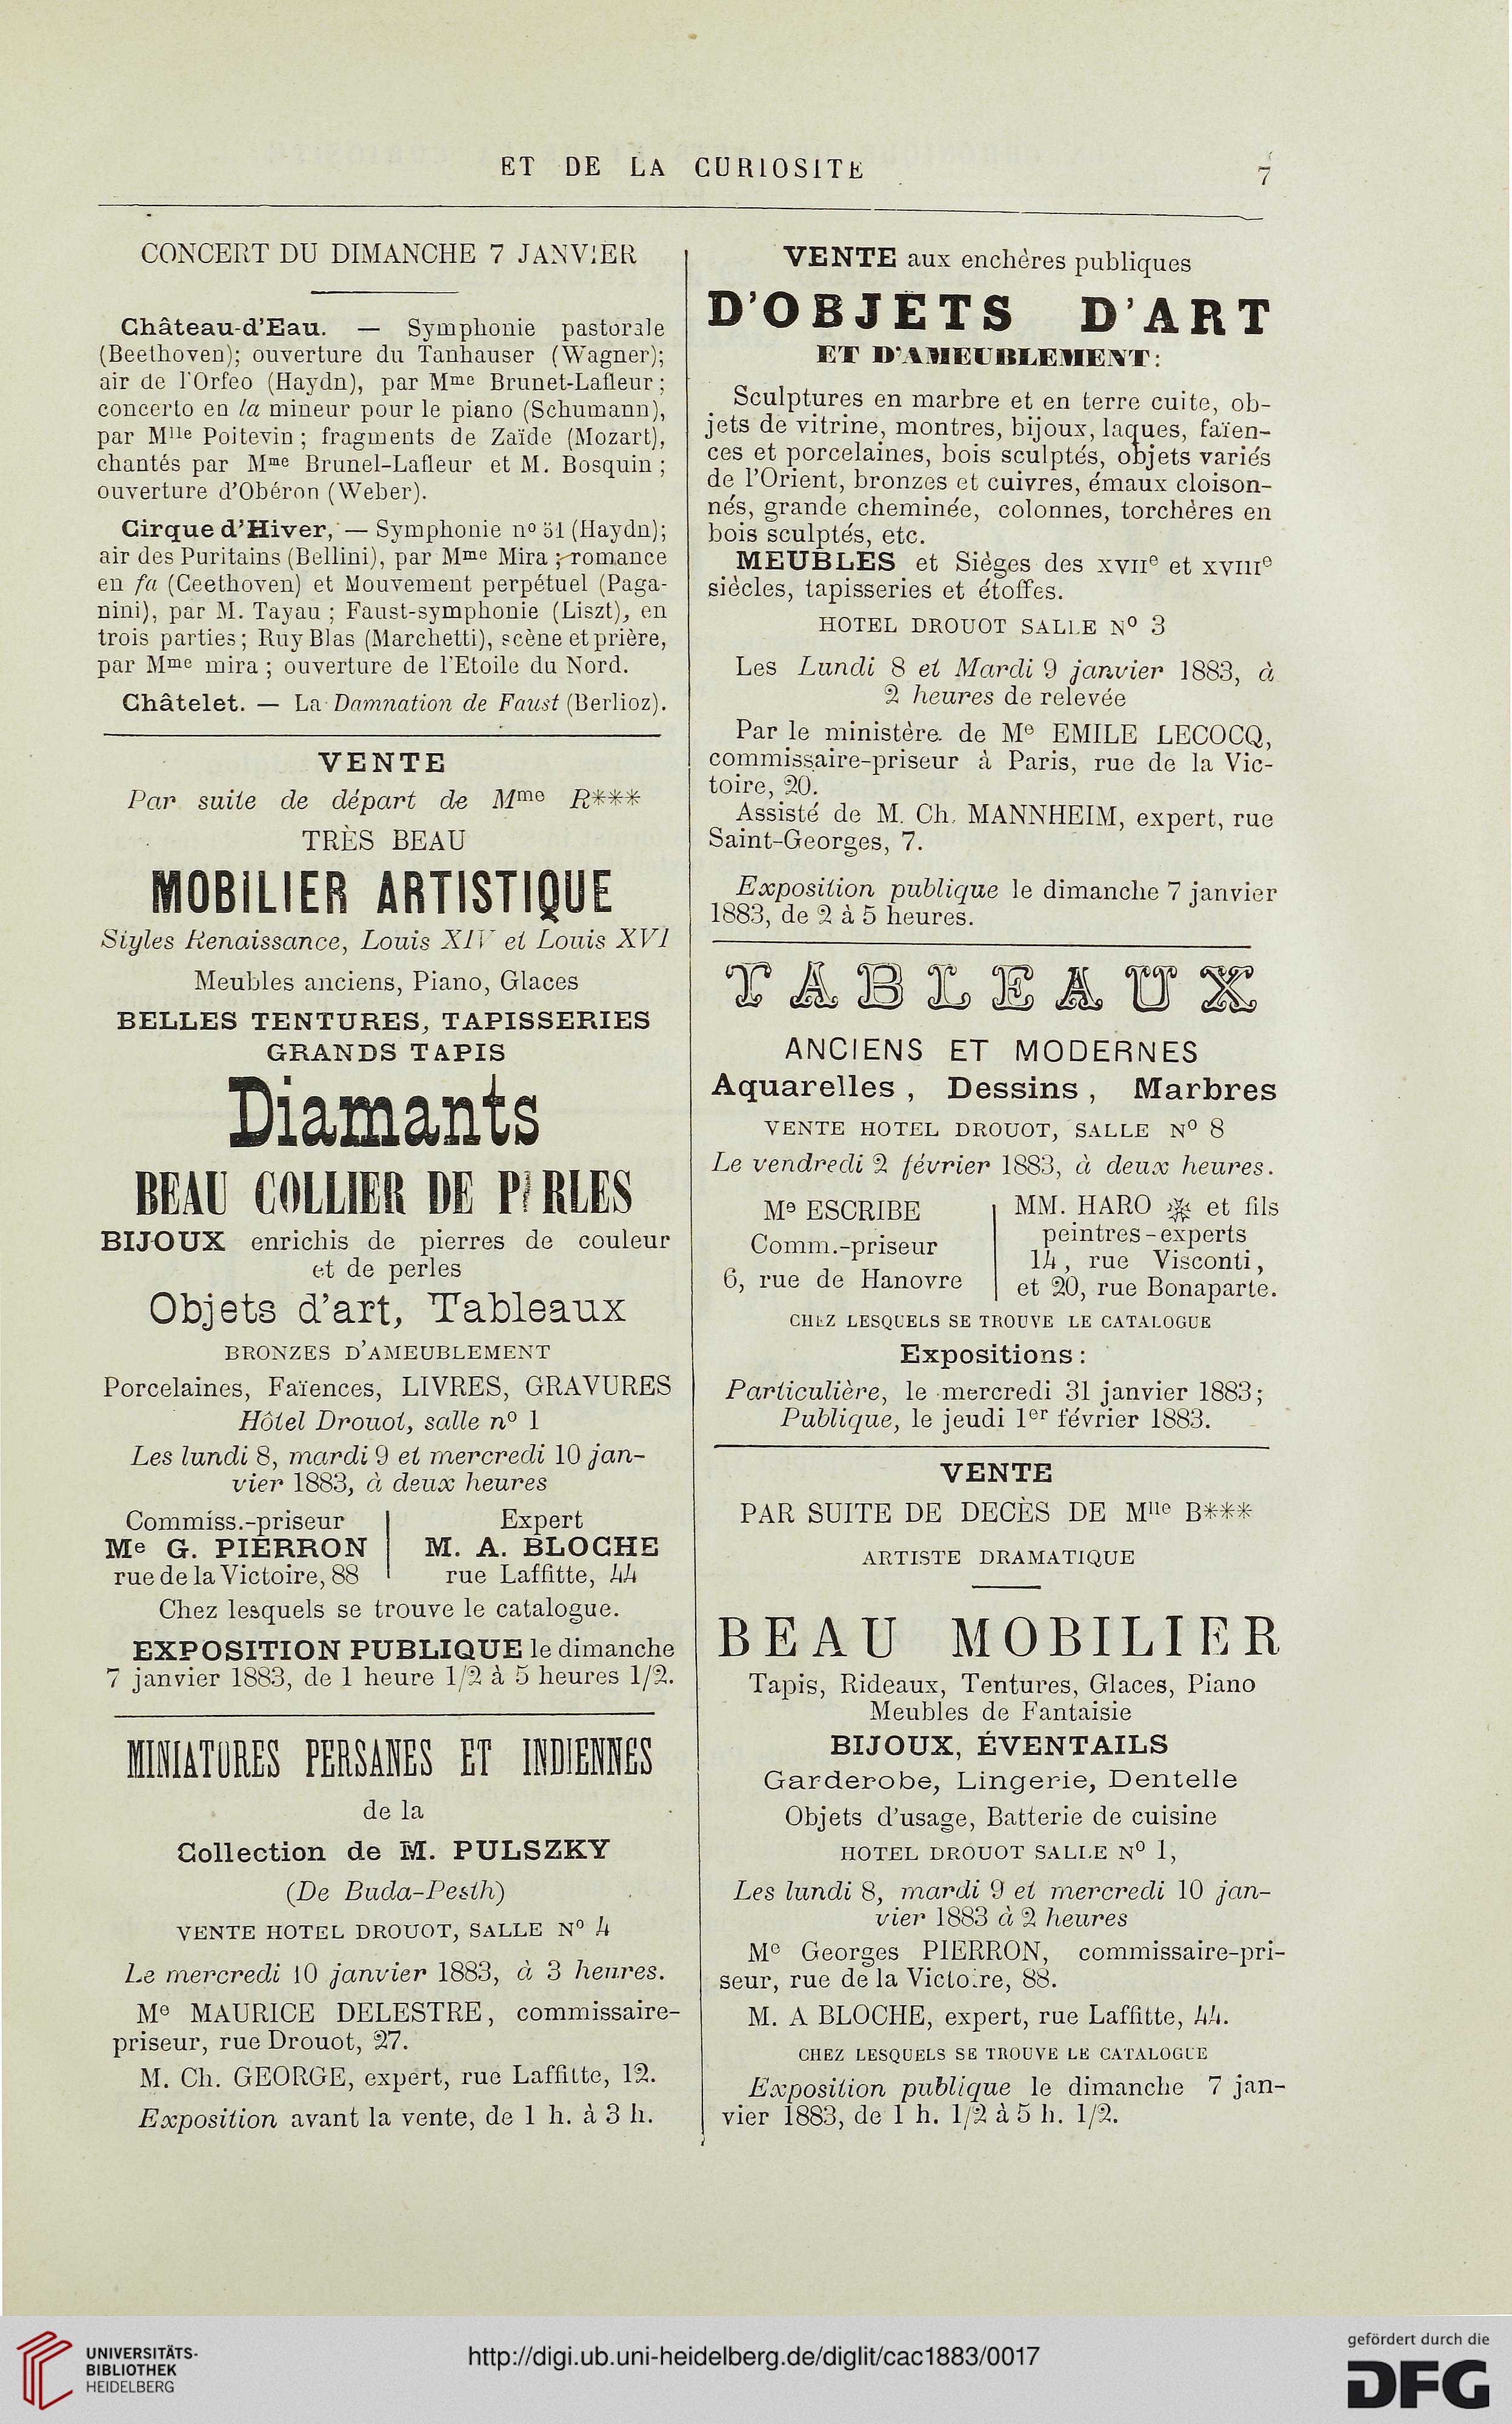 ET DE LA CURIOSITE
7
CONCERT DU DIMANCHE 7 JANVIER
Château-d'Eau. — Symphonie pastorale
(Beethoven); ouverture du Tanhauser (Wagner);
air de l'Orfeo (Haydn), par Mme Brunet-Lafleur;
concerto en la mineur pour le piano (Schumann),
par Mlle Poitevin; fragments de Zaïde (Mozart),
chantés par Mme Brunel-Lafleur et M. Bosquin;
ouverture d'Obéron (Weber).
Cirque d'Hiver, — Symphonie no 51 (Haydn);
air des Puritains (Bellini), par Mme Mira; romance
en fa (Ceethoven) et Mouvement perpétuel (Paga-
nini), par M. Tayau; Faust-symphonie (Liszt), en
trois parties; Ruy Blas (Marchetti), scène et prière,
par Mme mira; ouverture de l'Etoile du Nord.
Châtelet. — La Damnation de Faust (Berlioz).
VENTE
Par suite de départ de Mme R***
TRÈS BEAU
MOBILIER ARTISTIQUE
Styles Renaissance, Louis XIV et Louis XVI
Meubles anciens, Piano, Glaces
BELLES TENTURES, TAPISSERIES
GRANDS TAPIS
Diamants
BEAU COLLIER DE PERLES
BIJOUX enrichis de pierres de couleur
et de perles
Objets d'art, Tableaux
BRONZES D'AMEUBLEMENT
Porcelaines, Faïences, LIVRES, GRAVURES
Hôtel Drouot, salle no 1
Les lundi 8, mardi 9 et mercredi 10 jan-
vier 1883, à deux heures
Commiss.-priseur
Me G. PIERRON
rue de la Victoire, 88
Expert
M. A. BLOCHE
rue Laffitte, 44
Chez lesquels se trouve le catalogue.
EXPOSITION PUBLIQUE le dimanche
7 janvier 1883, de 1 heure 1/2 à 5 heures 1/2.
MINIATURES PERSANES ET INDIENNES
de la
Collection de M. PULSZKY
(De Buda-Pesth)
VENTE HOTEL DROUOT, SALLE No 4
Le mercredi 10 janvier 1883, à 3 heures.
Me MAURICE DELESTRE, commissaire-
priseur, rue Drouot, 27.
M. Ch. GEORGE, expert, rue Laffitte, 12.
Exposition avant la vente, de 1 h. à 3 h.
VENTE aux enchères publiques
D'OBJETS D'ART
ET D'AMEUBLEMENT:
Sculptures en marbre et en terre cuite, ob-
jets de vitrine, montres, bijoux, laques, faïen-
ces et porcelaines, bois sculptés, objets variés
de l'Orient, bronzes et cuivres, émaux cloison-
nés, grande cheminée, colonnes, torchères en
bois sculptés, etc.
MEUBLES et Sièges des XVIIe et XVIIIe
siècles, tapisseries et étoffes.
HOTEL DROUOT SALLE No 3
Les Lundi 8 et Mardi 9 janvier 1883, à
2 heures de relevée
Par le ministère. de Me EMILE LECOCQ,
commissaire-priseur à Paris, rue de la Vic-
toire, 20.
Assisté de M. Ch. MANNHEIM, expert, rue
Saint-Georges, 7.
Exposition publique le dimanche 7 janvier
1883, de 2 à 5 heures.
TABLEAUX
ANCIENS ET MODERNES
Aquarelles, Dessins, Marbres
VENTE HOTEL DROUOT, SALLE No 8
Le vendredi 2 février 1883, à deux heures.
Me ESCRIBE
Comm.-priseur
6, rue de Hanovre
MM. HARO ※ et fils
peintres-experts
14, rue Visconti,
et 20, rue Bonaparte.
CHEZ LESQUELS SE TROUVE LE CATALOGUE
Expositions:
Particulière, le mercredi 31 janvier 1883;
Publique, le jeudi 1er février 1883.
VENTE
PAR SUITE DE DECÈS DE Mlle B***
ARTISTE DRAMATIQUE
BEAU MOBILIER
Tapis, Rideaux, Tentures, Glaces, Piano
Meubles de Fantaisie
BIJOUX, ÉVENTAILS
Garderobe, Lingerie, Dentelle
Objets d'usage, Batterie de cuisine
HOTEL DROUOT SALLE No 1,
Les lundi 8, mardi 9 et mercredi 10 jan-
vier 1883 à 2 heures
Me Georges PIERRON, commissaire-pri-
seur, rue de la Victoire, 88.
M. A BLOCHE, expert, rue Laffitte, 44.
CHEZ LESQUELS SE TROUVE LE CATALOGUE
Exposition publique le dimanche 7 jan-
vier 1883, de 1 h. 1/2 à 5 h. 1/2.
UNIVERSITÄTS-
BIBLIOTHEK
HEIDELBERG
http://digi.ub.uni-heidelberg.de/diglit/cac1883/0017
gefördert durch die
DFG